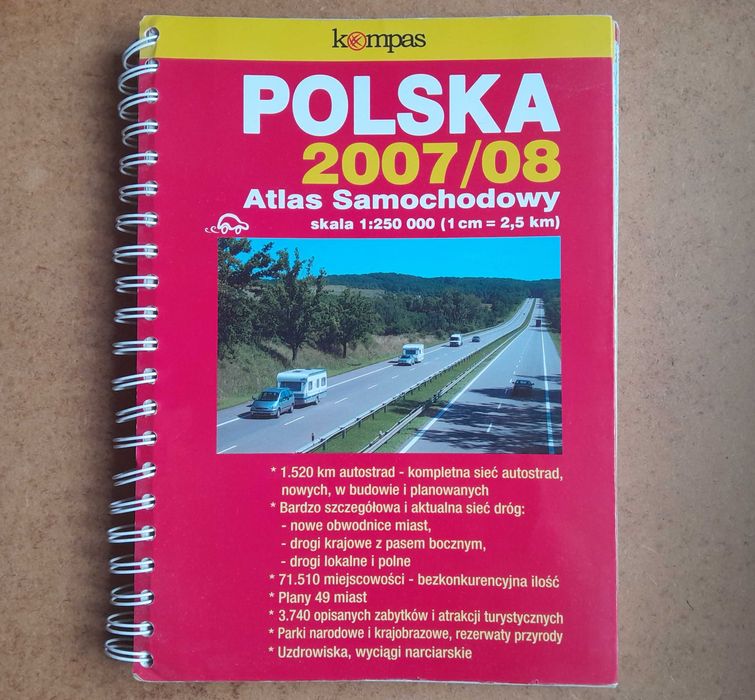 kompas
POLSKA
2007/08
Atlas Samochodowy
skala 1:250 000 (1 cm = 2,5 km)
* 1.520 km autostrad - kompletna sieć autostrad,
nowych, w budowie i planowanych
* Bardzo szczegółowa i aktualna sieć dróg:
- nowe obwodnice miast,
- drogi krajowe z pasem bocznym,
- drogi lokalne i polne
* 71.510 miejscowości - bezkonkurencyjna ilość
* Plany 49 miast
* 3.740 opisanych zabytków i atrakcji turystycznych
* Parki narodowe i krajobrazowe, rezerwaty przyrody
* Uzdrowiska, wyciągi narciarskie